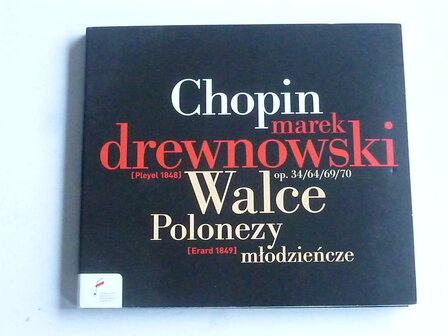 Chopin
marek
drewnowski
[Pleyel 1848] op. 34/64/69/70
Walce
Polonezy
[Erard 1849] młodzieńcze